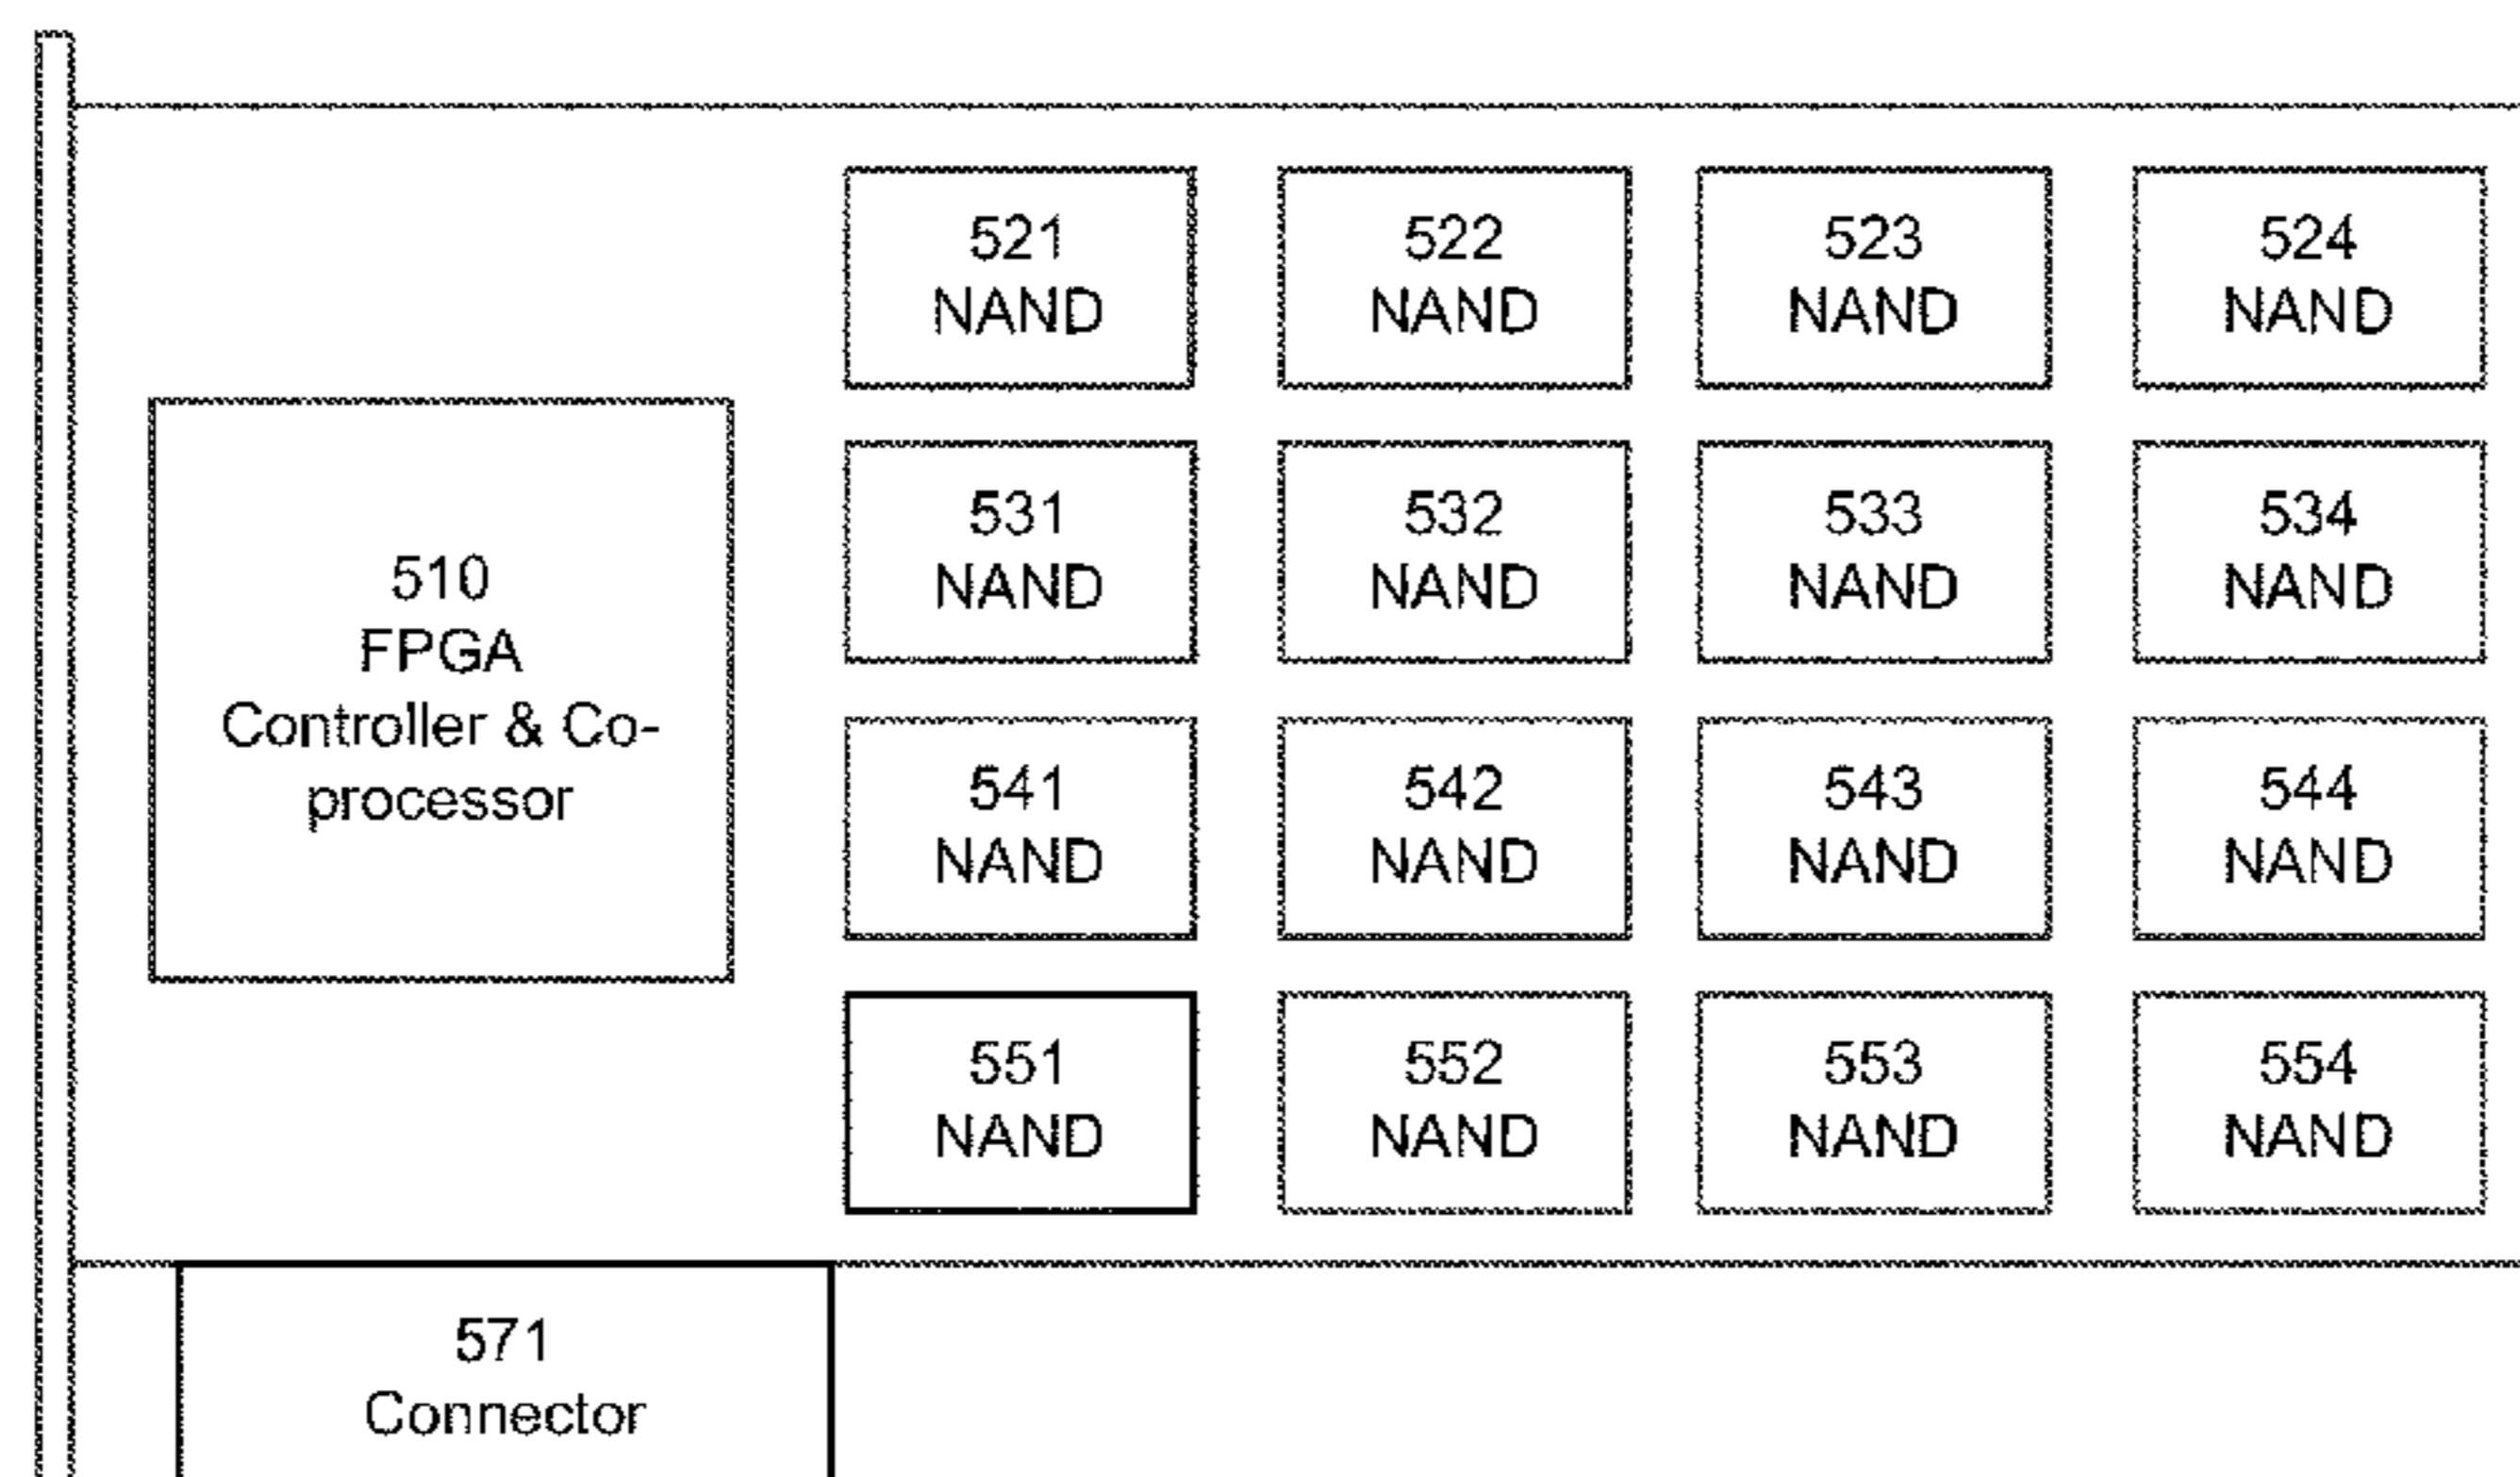 521
NAND
522
NAND
523
NAND
524
NAND
510
FPGA
Controller & Co-
processor
531
NAND
532
NAND
533
NAND
534
NAND
541
NAND
542
NAND
543
NAND
544
NAND
551
NAND
552
NAND
553
NAND
554
NAND
571
Connector